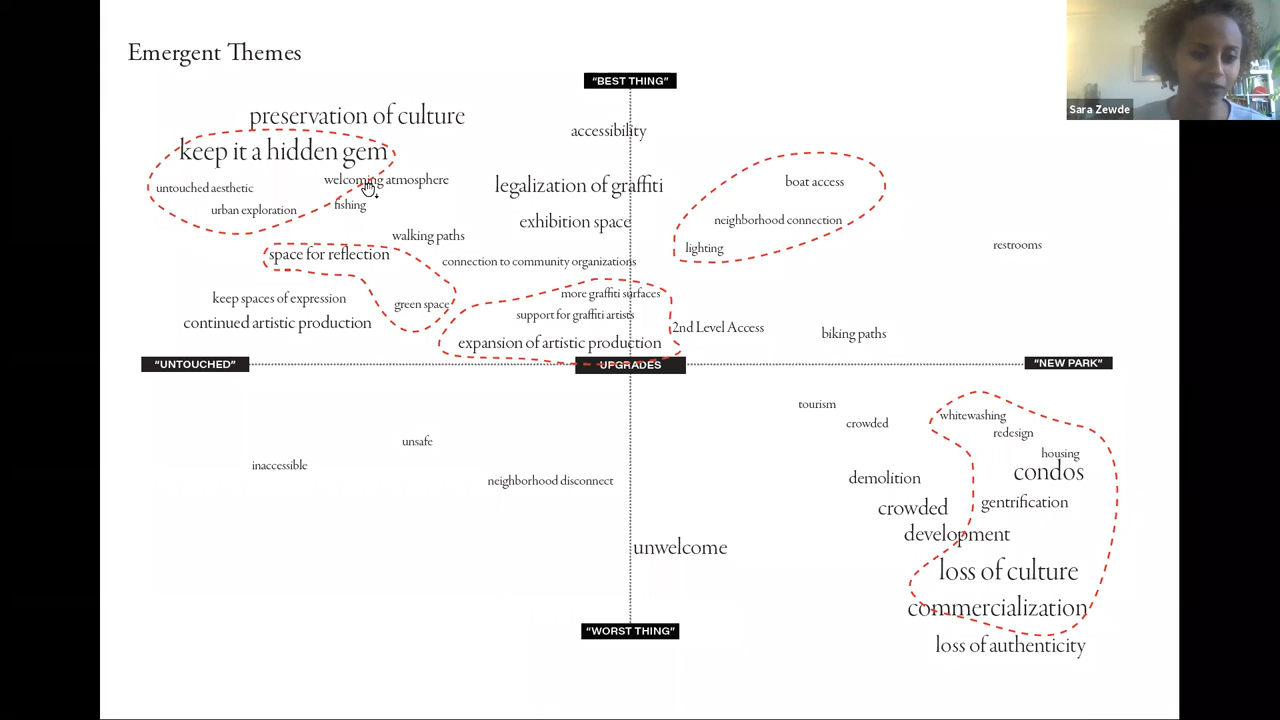 Emergent Themes
Sara Zewde
"BEST THING"
preservation of culture
accessibility
keep it a hidden gem
welcoming atmosphere
untouched aesthetic
legalization of graffiti
boat access
fishing
urban exploration
exhibition space
neighborhood connection
walking paths
restrooms
lighting
space for reflection
connection to community organizations
keep spaces of expression
green space
more graffiti surfaces
support for graffiti artists
continued artistic production
2nd Level Access
biking paths
expansion of artistic production
"UNTOUCHED"
UPGRADES
"NEW PARK"
tourism
whitewashing
crowded
redesign
unsafe
housing
inaccessible
condos
neighborhood disconnect
demolition
gentrification
crowded
development
unwelcome
loss of culture
commercialization
"WORST THING"
loss of authenticity